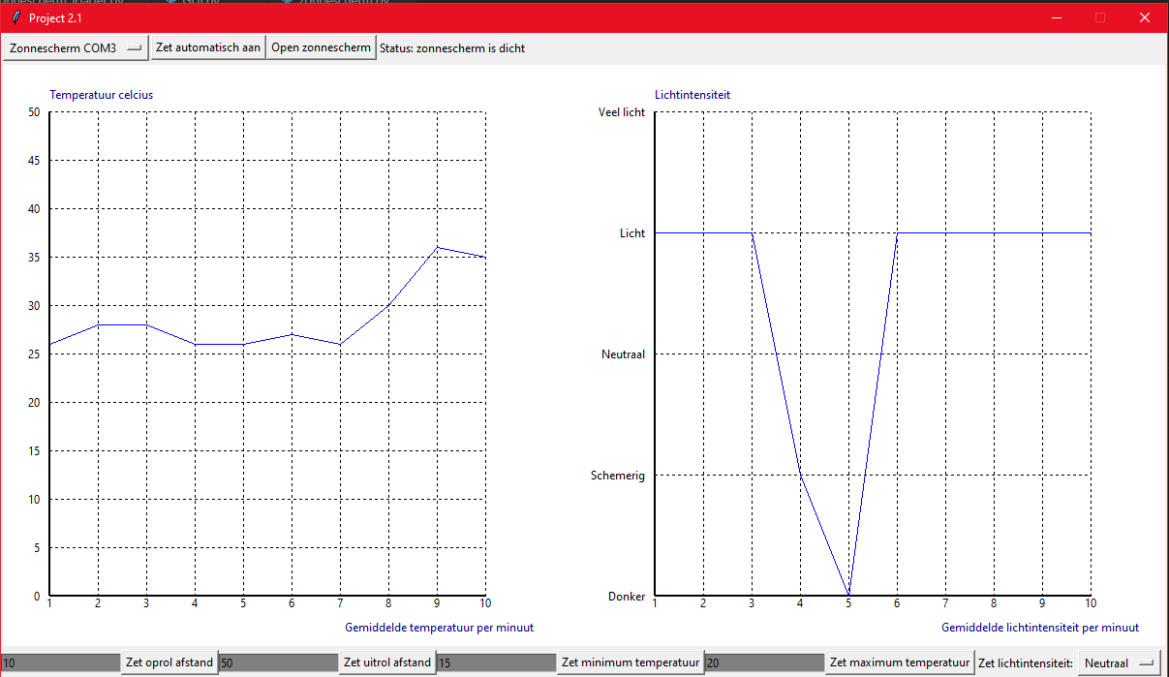 Project 2.1
Zonnescherm COM3 Zet automatisch aan Open zonnescherm Status: zonnescherm is dicht
Temperatuur celcius
50
45
40
35
30
25
20
15
10
5
0
1 2 3 4 5 6 7 8 9 10
Gemiddelde temperatuur per minuut
Lichtintensiteit
Veel licht
Licht
Neutraal
Schemerig
Donker
1 2 3 4 5 6 7 8 9 10
Gemiddelde lichtintensiteit per minuut
10 Zet oprol afstand 50 Zet uitrol afstand 15 Zet minimum temperatuur 20 Zet maximum temperatuur Zet lichtintensiteit: Neutraal